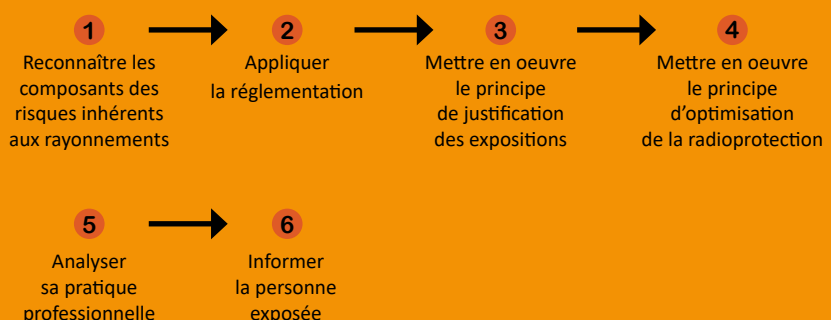 1
Reconnaître les
composants des
risques inhérents
aux rayonnements
2
Appliquer
la réglementation
3
Mettre en oeuvre
le principe
de justification
des expositions
4
Mettre en oeuvre
le principe
d'optimisation
de la radioprotection
5
Analyser
sa pratique
professionnelle
6
Informer
la personne
exposée